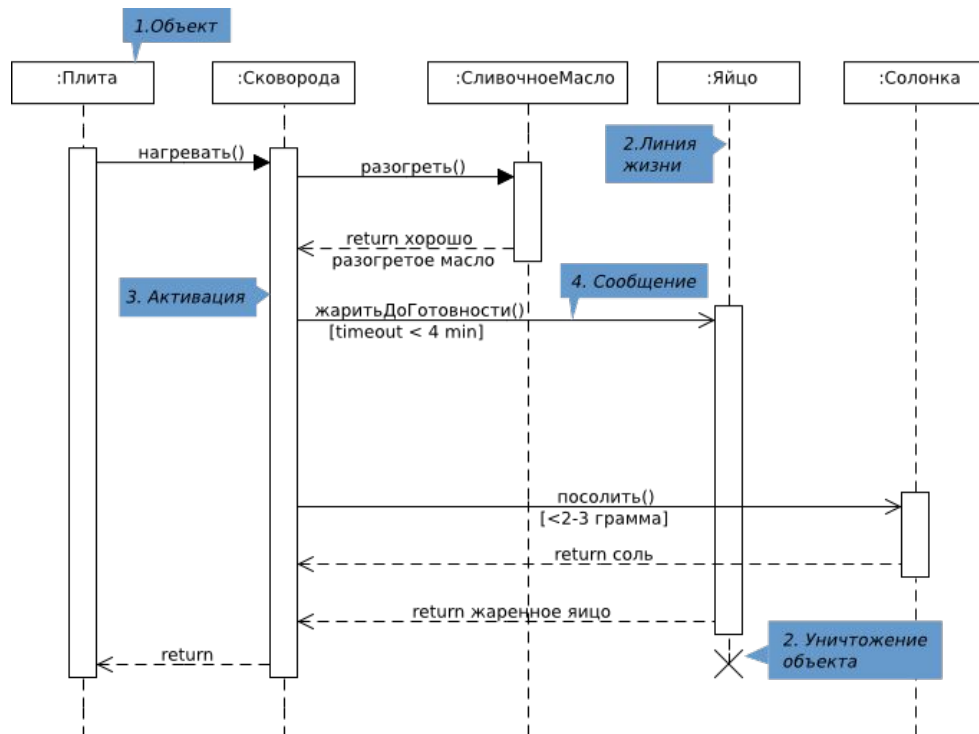 1.Объект
:Плита
:Сковорода
:СливочноеМасло
:Яйцо
:Солонка
2.Линия
жизни
нагревать()
разогреть()
return хорошо
разогретое масло
3. Активация
4. Сообщение
жаритьДоГотовности()
[timeout < 4 min]
посолить()
[<2-3 грамма]
return соль
return жаренное яицо
return
2. Уничтожение
объекта